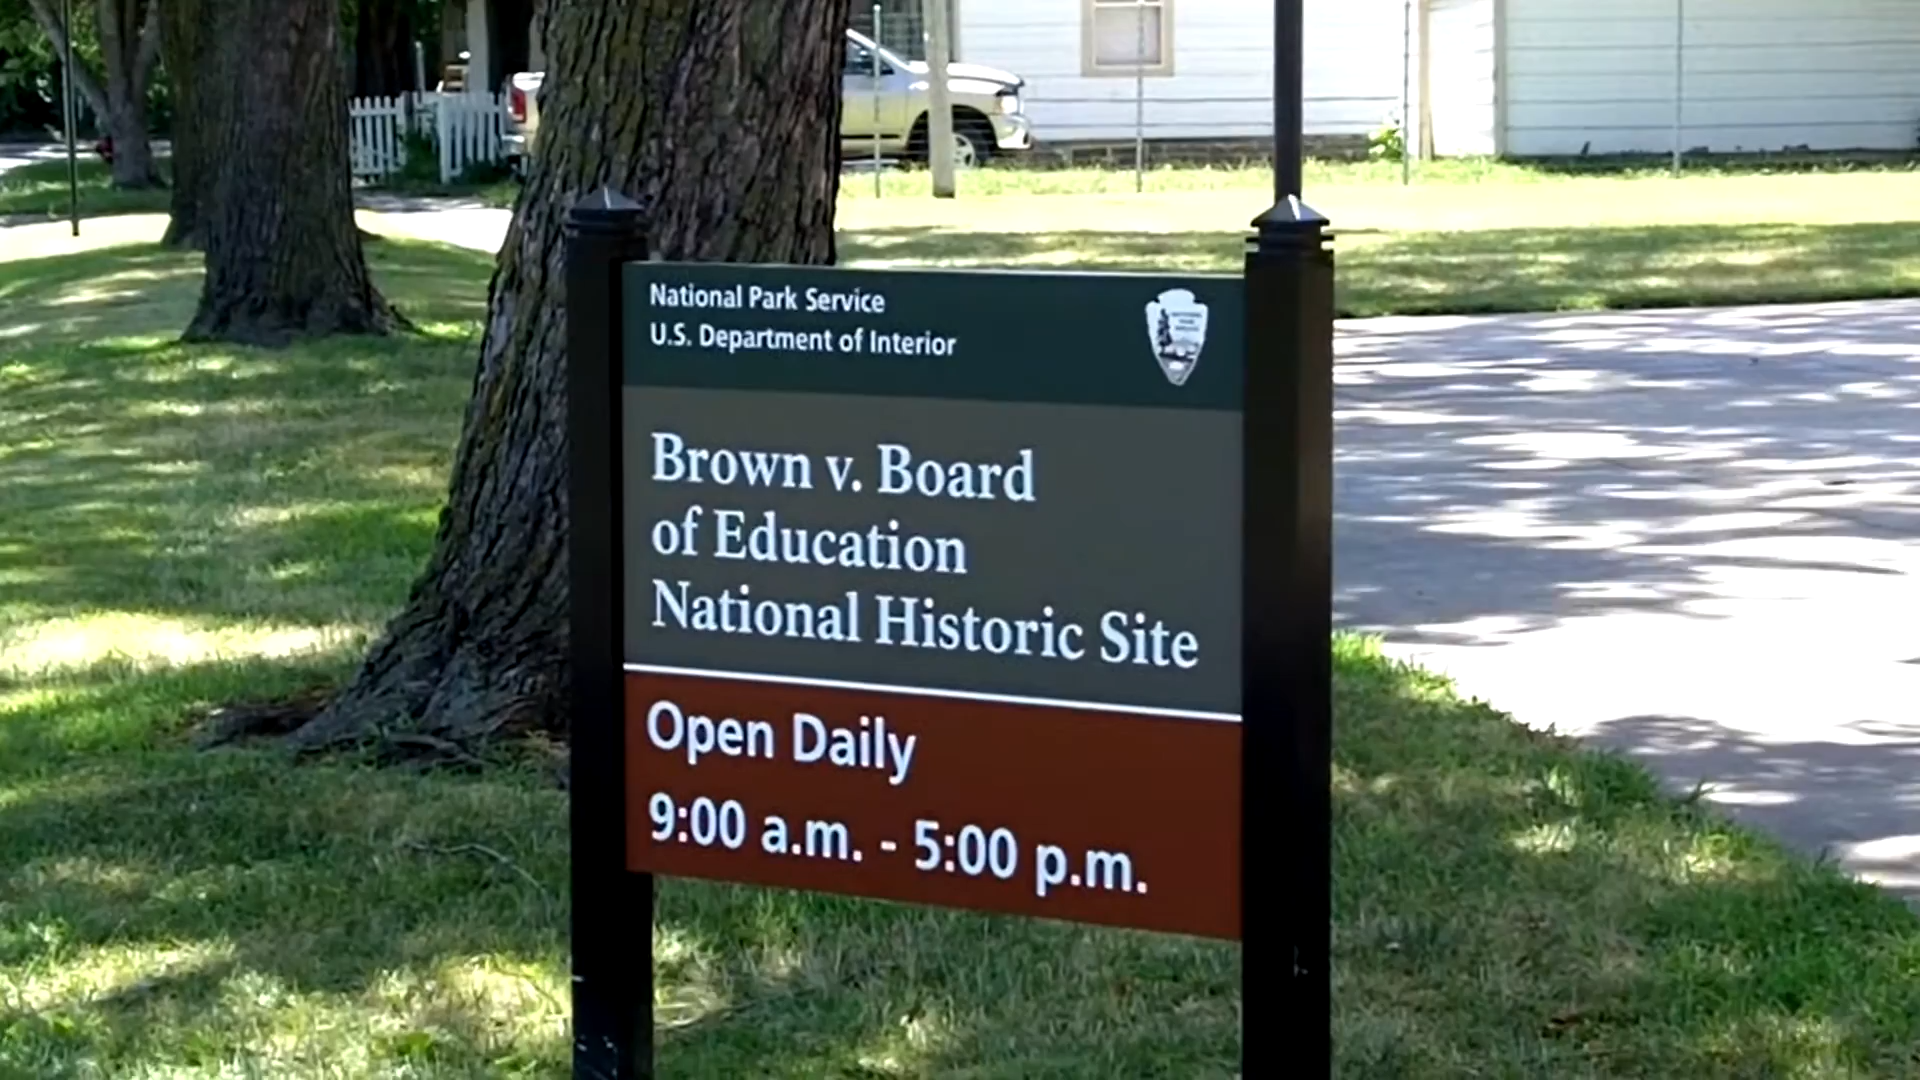 National Park Service
U.S. Department of Interior
Brown v. Board
of Education
National Historic Site
Open Daily
9:00 a.m. - 5:00 p.m.